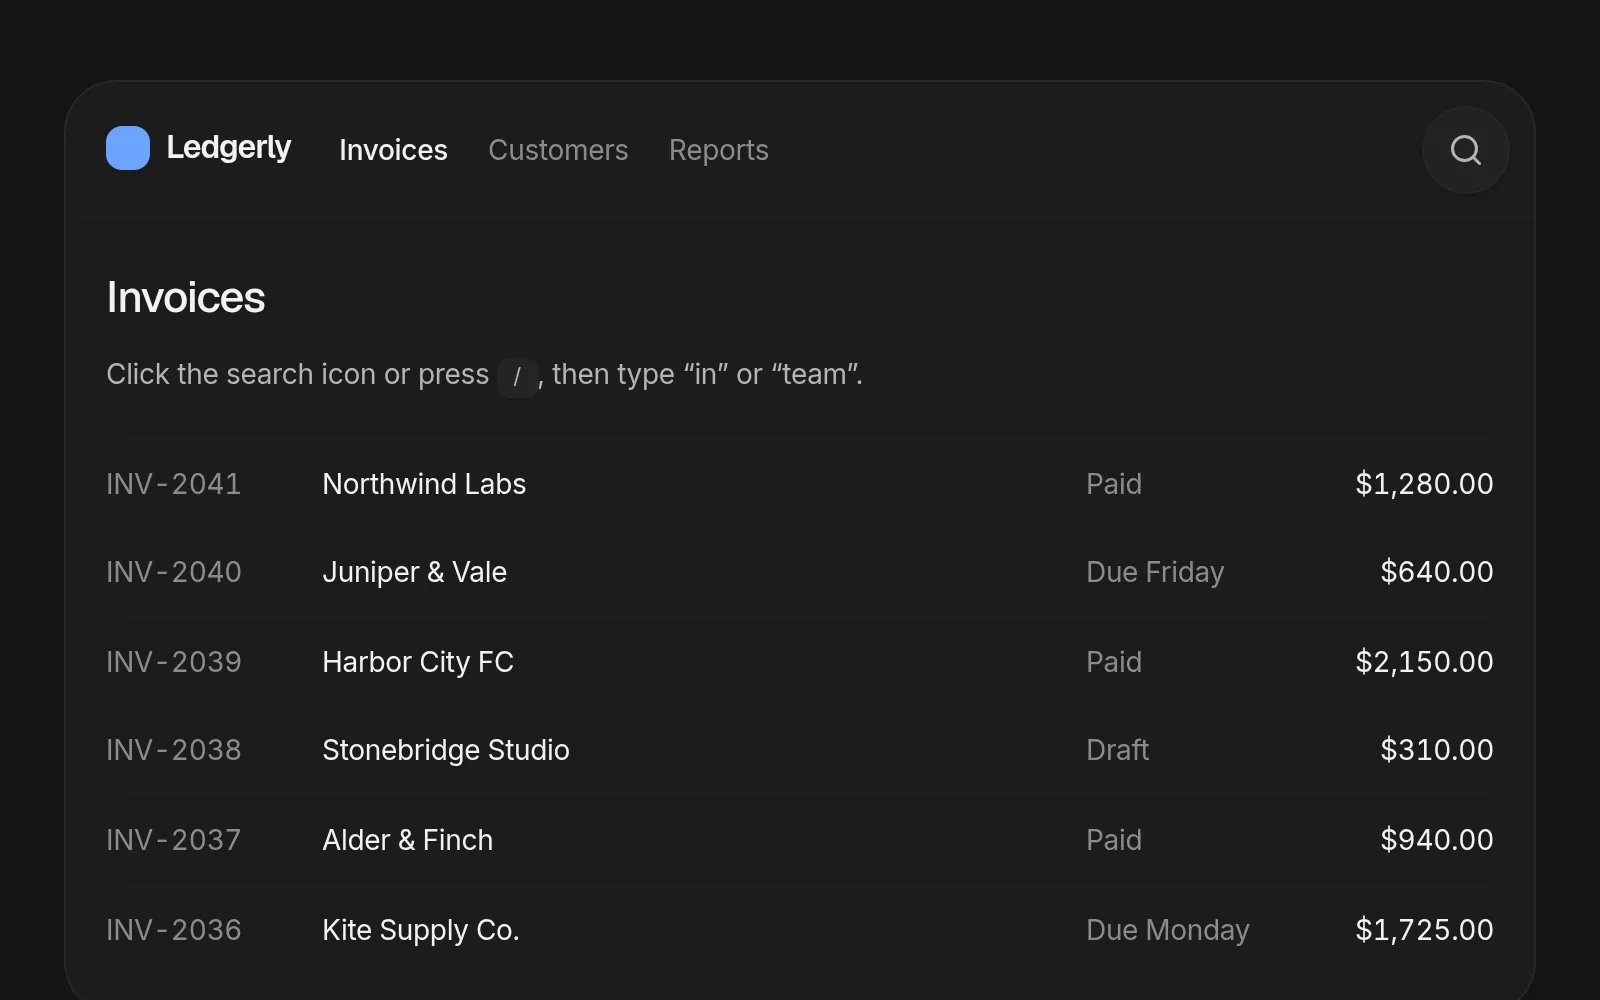 Ledgerly Invoices Customers Reports
Invoices
Click the search icon or press / , then type “in” or “team”.
INV-2041 Northwind Labs Paid $1,280.00
INV-2040 Juniper & Vale Due Friday $640.00
INV-2039 Harbor City FC Paid $2,150.00
INV-2038 Stonebridge Studio Draft $310.00
INV-2037 Alder & Finch Paid $940.00
INV-2036 Kite Supply Co. Due Monday $1,725.00